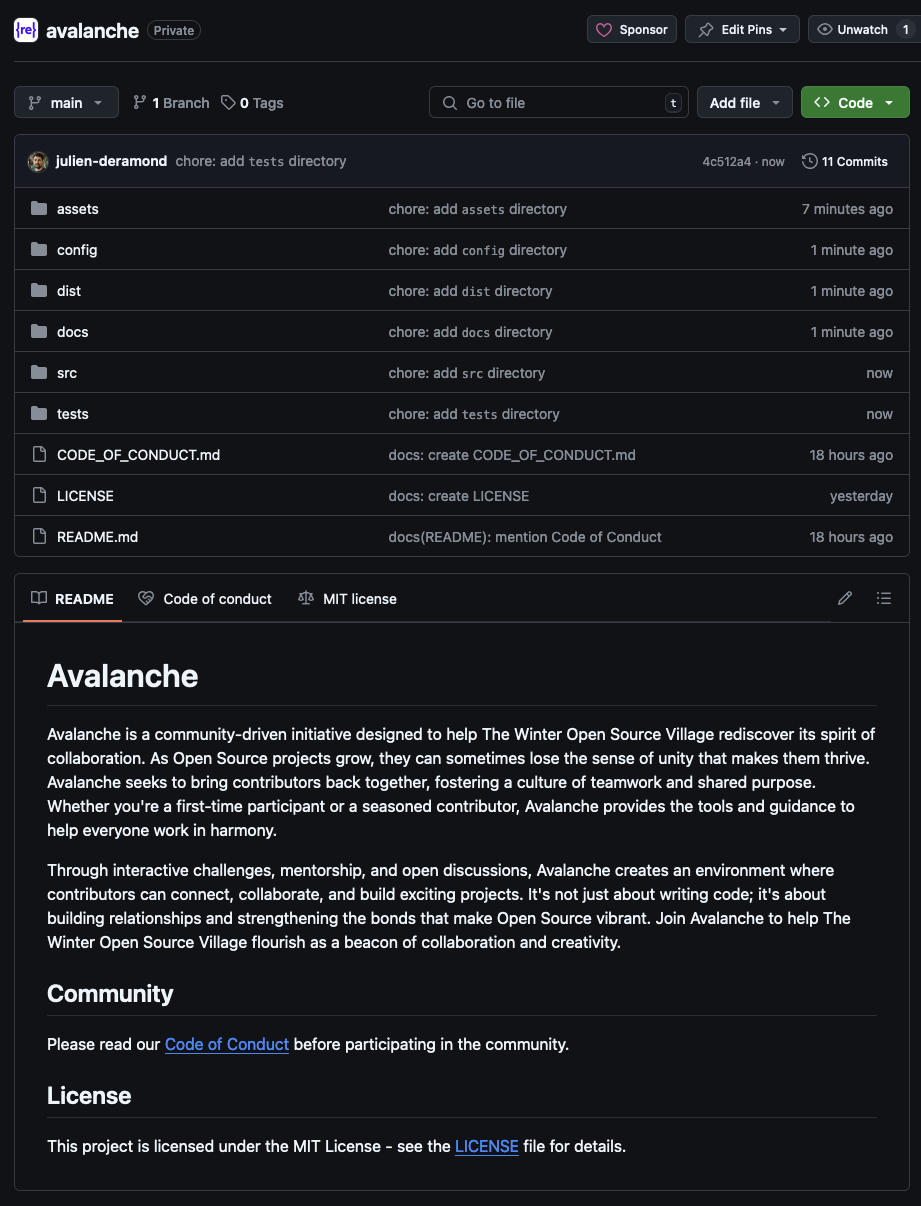 {re} avalanche Private Sponsor Edit Pins Unwatch 1
main 1 Branch 0 Tags Go to file t Add file Code
julien-deramond chore: add tests directory 4c512a4 · now 11 Commits
assets chore: add assets directory 7 minutes ago
config chore: add config directory 1 minute ago
dist chore: add dist directory 1 minute ago
docs chore: add docs directory 1 minute ago
src chore: add src directory now
tests chore: add tests directory now
CODE_OF_CONDUCT.md docs: create CODE_OF_CONDUCT.md 18 hours ago
LICENSE docs: create LICENSE yesterday
README.md docs(README): mention Code of Conduct 18 hours ago
README Code of conduct MIT license
Avalanche
Avalanche is a community-driven initiative designed to help The Winter Open Source Village rediscover its spirit of
collaboration. As Open Source projects grow, they can sometimes lose the sense of unity that makes them thrive.
Avalanche seeks to bring contributors back together, fostering a culture of teamwork and shared purpose.
Whether you're a first-time participant or a seasoned contributor, Avalanche provides the tools and guidance to
help everyone work in harmony.
Through interactive challenges, mentorship, and open discussions, Avalanche creates an environment where
contributors can connect, collaborate, and build exciting projects. It's not just about writing code; it's about
building relationships and strengthening the bonds that make Open Source vibrant. Join Avalanche to help The
Winter Open Source Village flourish as a beacon of collaboration and creativity.
Community
Please read our Code of Conduct before participating in the community.
License
This project is licensed under the MIT License - see the LICENSE file for details.